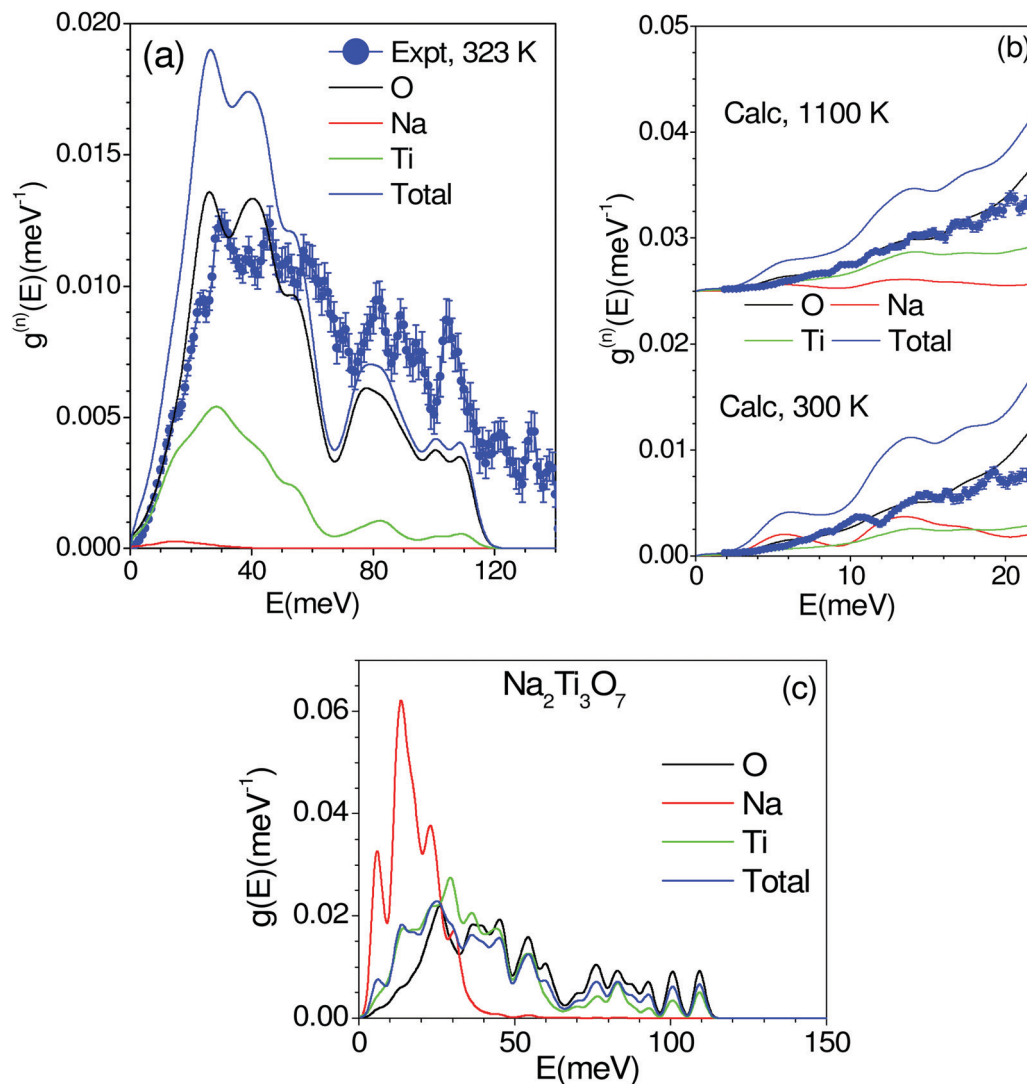 (a)
Expt, 323 K
O
Na
Ti
Total
0.020
0.015
0.010
0.005
0.000
g(n)(E)(meV-1)
0 40 80 120
E(meV)
(b)
Calc, 1100 K
O Na
Ti Total
Calc, 300 K
0.05
0.04
0.03
0.02
0.01
0.00
g(n)(E)(meV-1)
0 10 20
E(meV)
Na2Ti3O7
(c)
O
Na
Ti
Total
0.06
0.04
0.02
0.00
g(E)(meV-1)
0 50 100 150
E(meV)